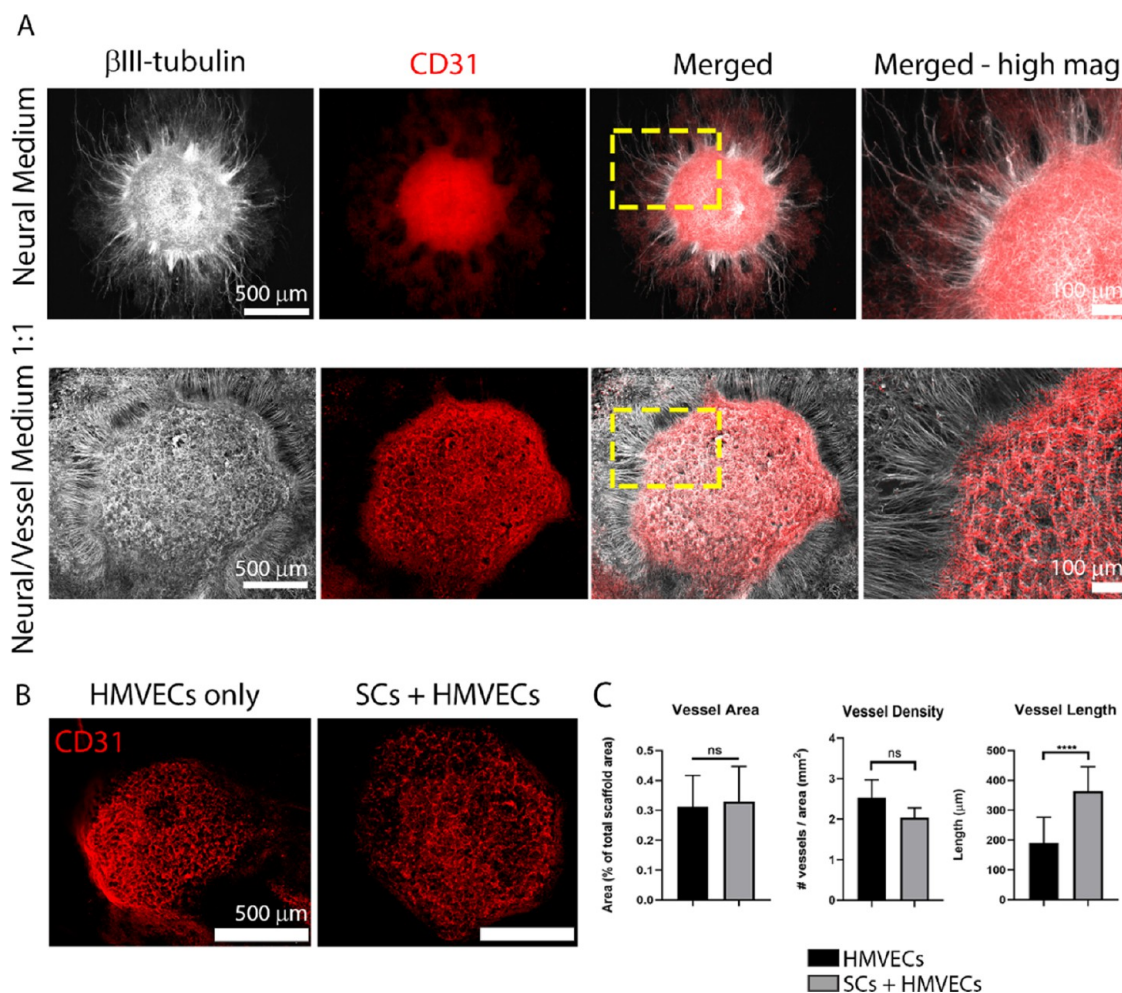 A
βIII-tubulin CD31 Merged Merged - high mag
Neural Medium
500 μm
100 μm
Neural/Vessel Medium 1:1
500 μm
100 μm
B
HMVECs only SCs + HMVECs
CD31
500 μm
C
Vessel Area
Area (% of total scaffold area)
0.5
0.4
0.3
0.2
0.1
0.0
ns
Vessel Density
# vessels / area (mm²)
4
3
2
1
0
ns
Vessel Length
Length (μm)
500
400
300
200
100
0
****
HMVECs
SCs + HMVECs